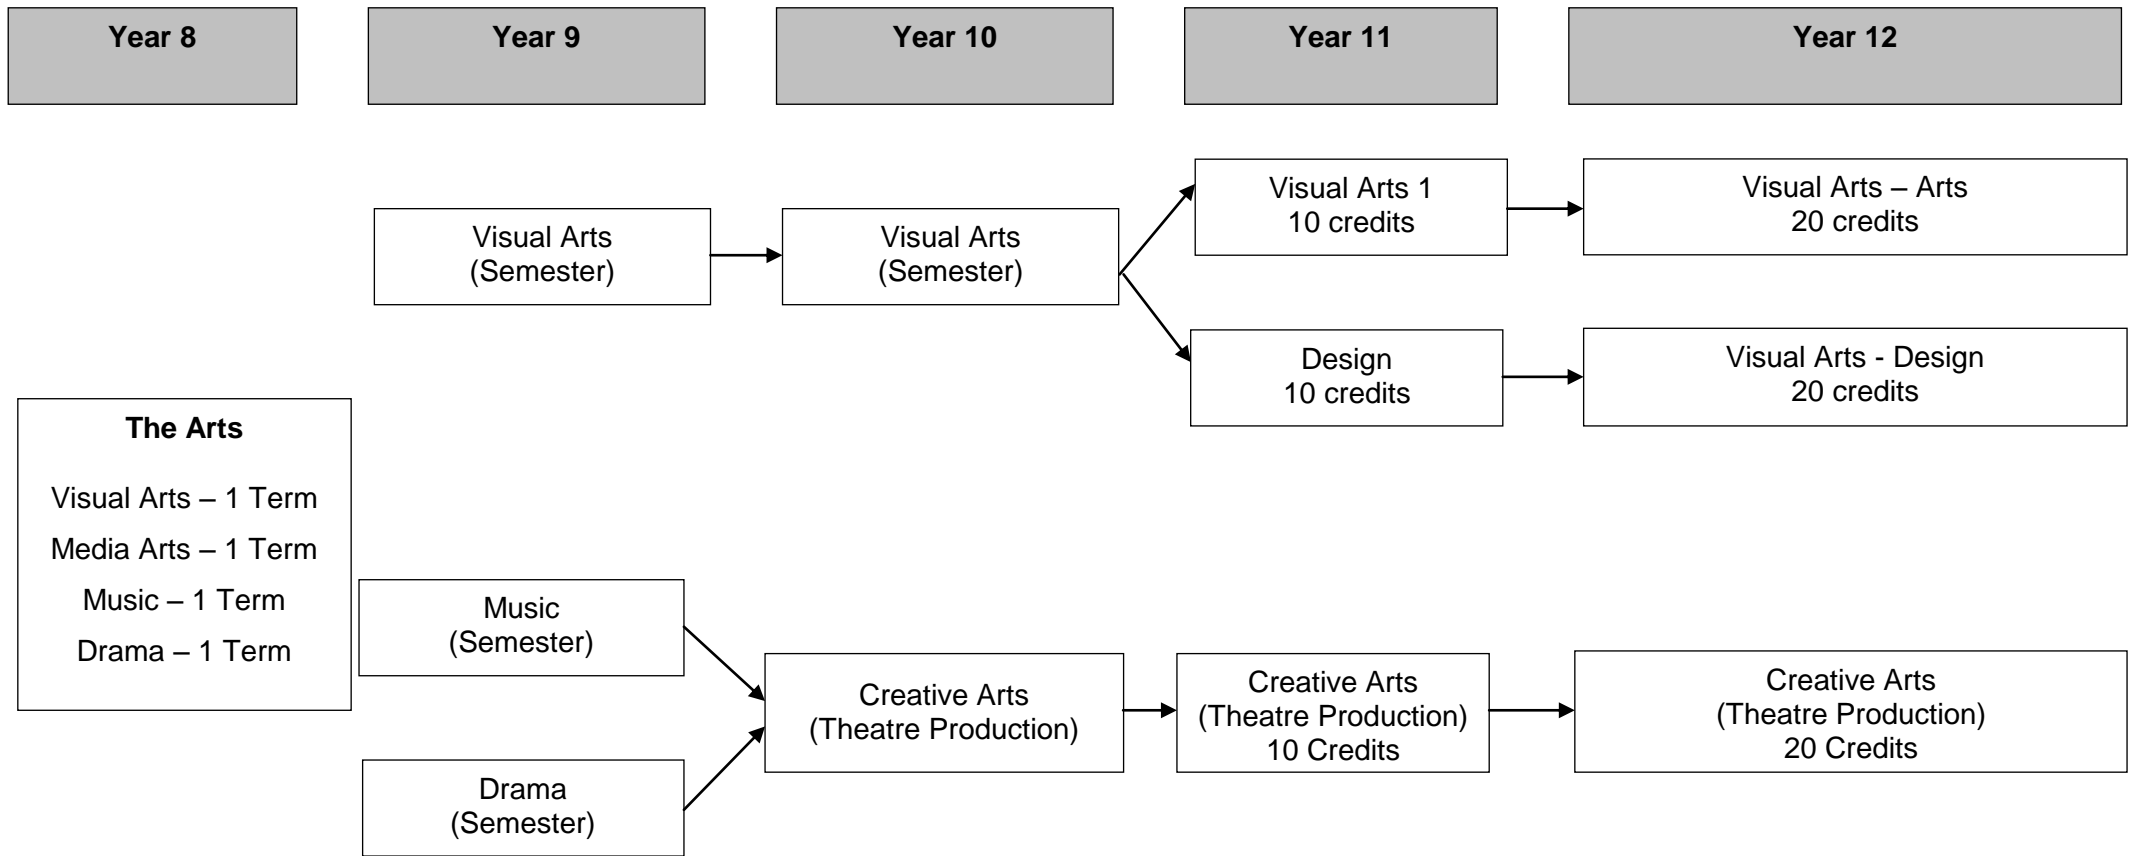 Year 8
Year 9
Year 10
Year 11
Year 12
Visual Arts
(Semester)
Visual Arts
(Semester)
Visual Arts 1
10 credits
Visual Arts – Arts
20 credits
Design
10 credits
Visual Arts - Design
20 credits
The Arts
Visual Arts – 1 Term
Media Arts – 1 Term
Music – 1 Term
Drama – 1 Term
Music
(Semester)
Drama
(Semester)
Creative Arts
(Theatre Production)
Creative Arts
(Theatre Production)
10 Credits
Creative Arts
(Theatre Production)
20 Credits